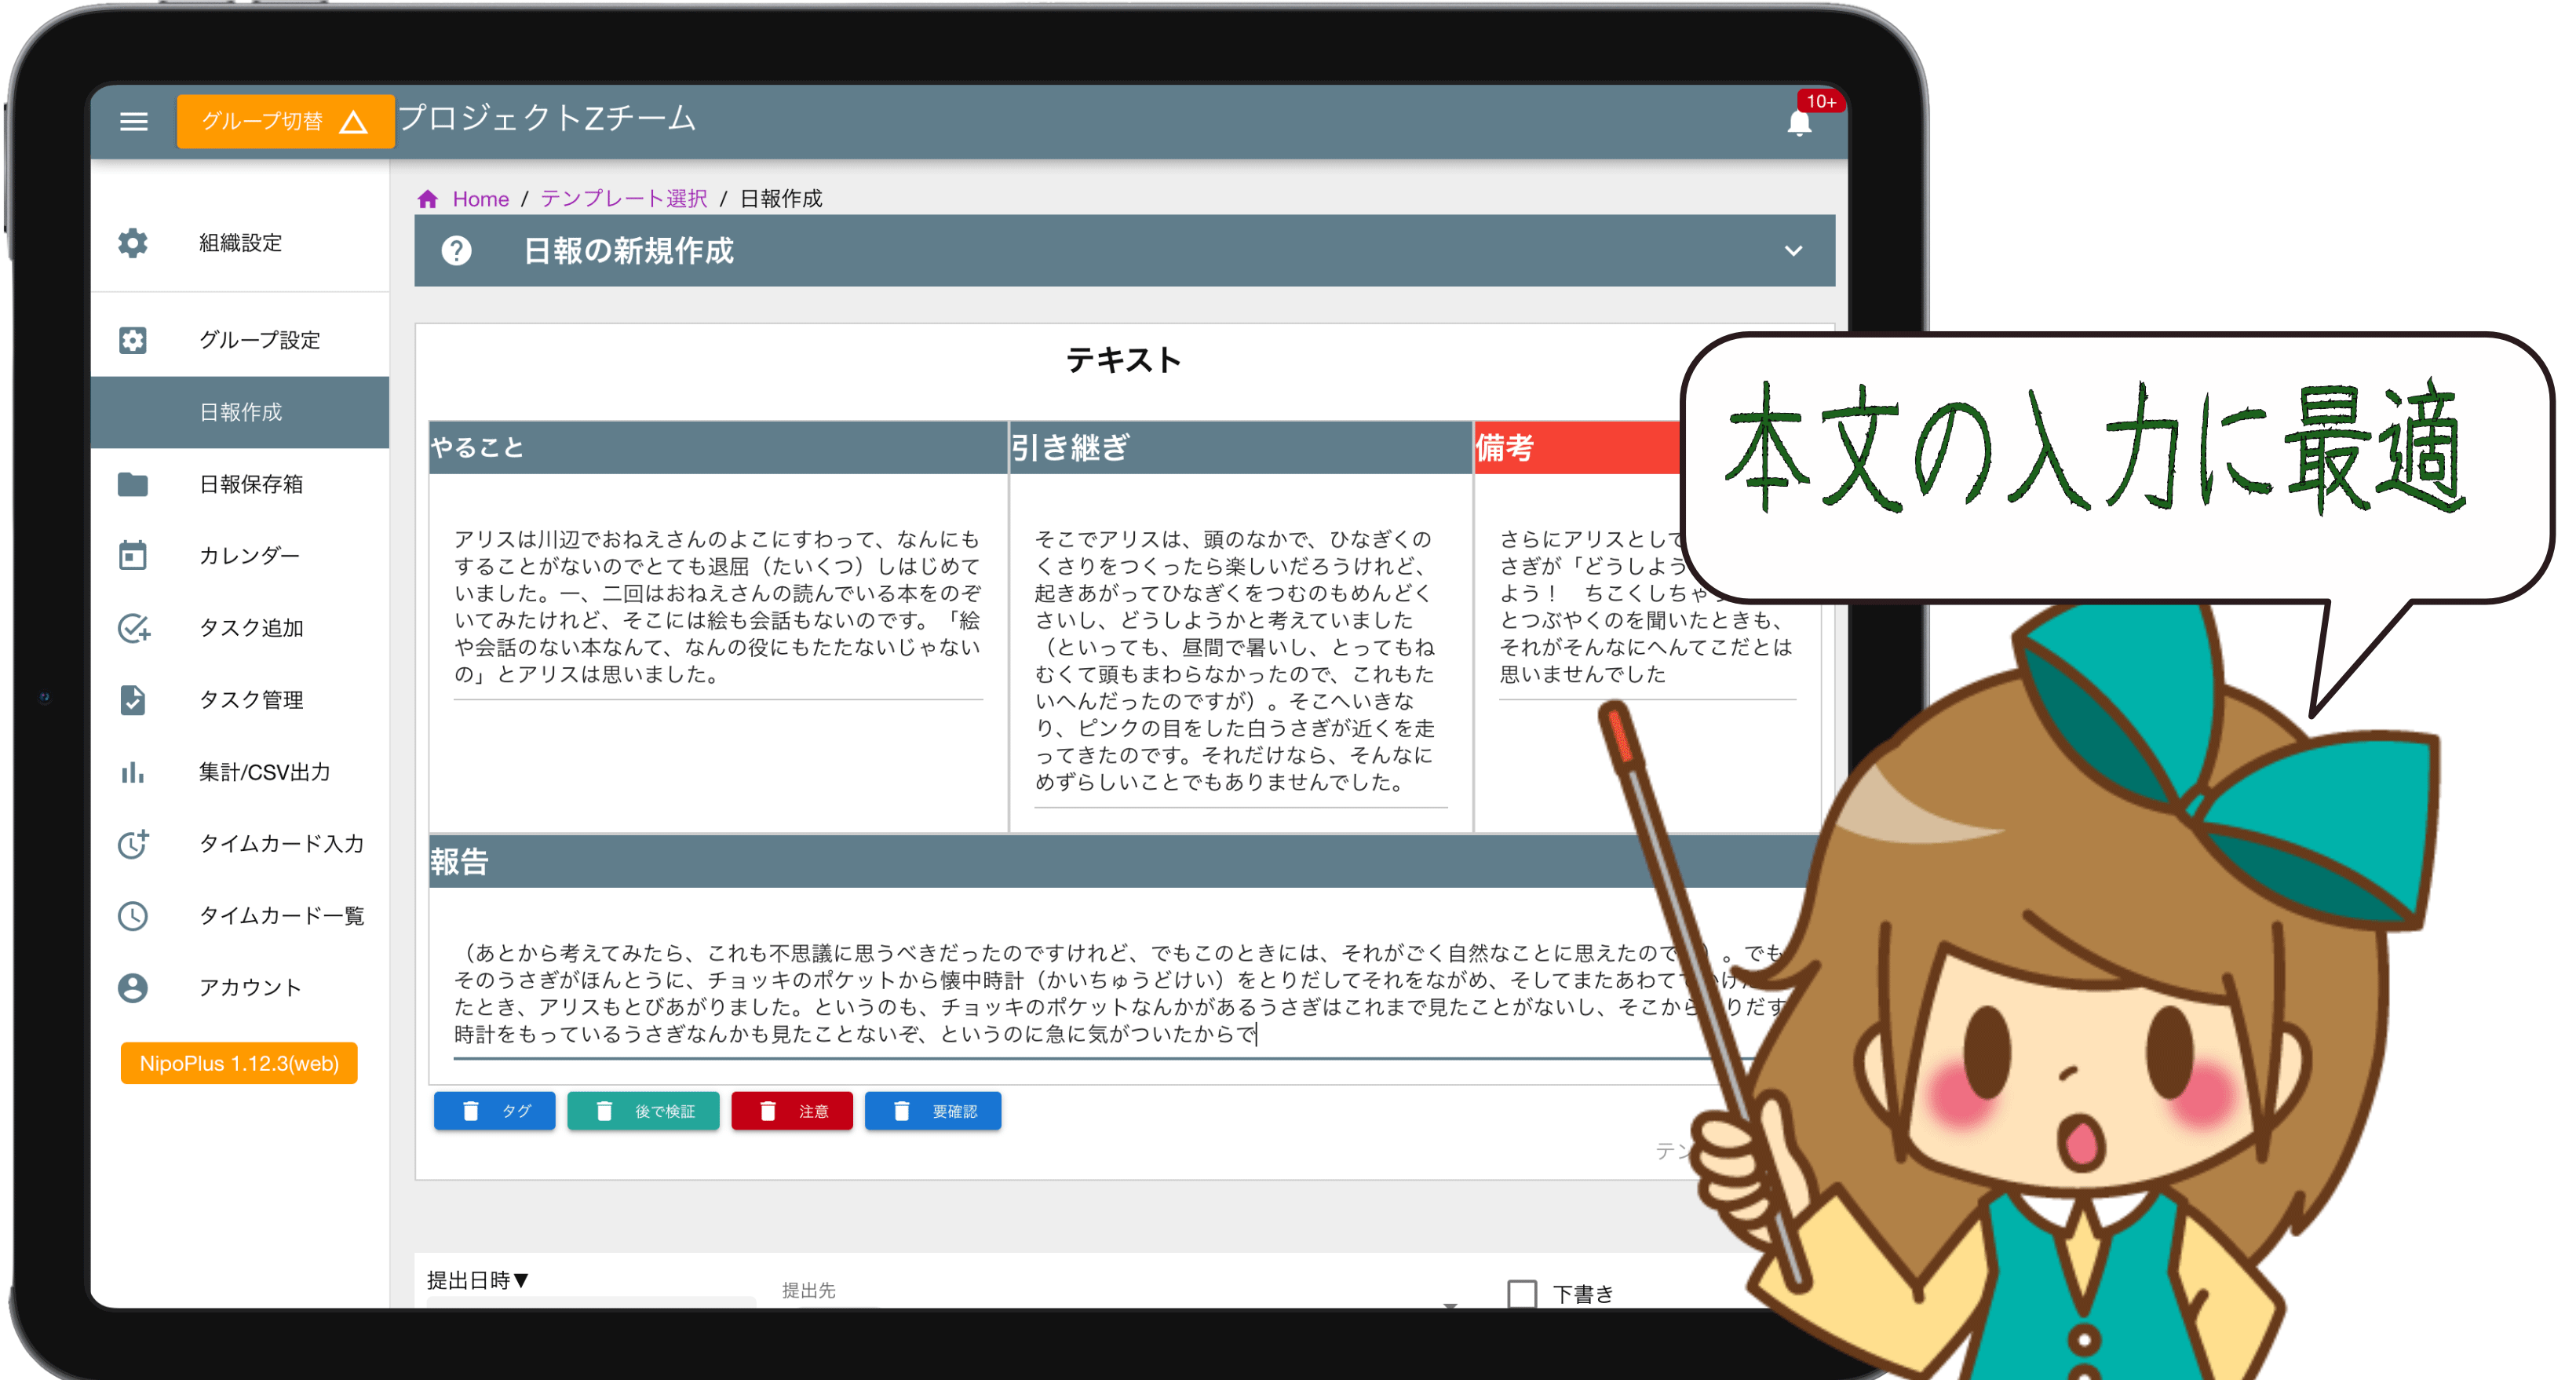 グループ切替
プロジェクトZチーム
10+
Home / テンプレート選択 / 日報作成
日報の新規作成
組織設定
グループ設定
日報作成
日報保存箱
カレンダー
タスク追加
タスク管理
集計/CSV出力
タイムカード入力
タイムカード一覧
アカウント
NipoPlus 1.12.3(web)
テキスト
やること
アリスは川辺でおねえさんのよこにすわって、なんにも
することがないのでとても退屈（たいくつ）しはじめて
いました。一、二回はおねえさんの読んでいる本をのぞ
いてみたけれど、そこには絵も会話もないのです。「絵
や会話のない本なんて、なんの役にもたたないじゃない
の」とアリスは思いました。
引き継ぎ
そこでアリスは、頭のなかで、ひなぎくの
くさりをつくったら楽しいだろうけれど、
起きあがってひなぎくをつむのもめんどく
さいし、どうしようかと考えていました
（といっても、昼間で暑いし、とってもね
むくて頭もまわらなかったので、これもた
いへんだったのですが）。そこへいきな
り、ピンクの目をした白うさぎが近くを走
ってきたのです。それだけなら、そんなに
めずらしいことでもありませんでした。
備考
さらにアリスとして
さぎが「どうしよう
よう！　ちこくしちゃ
とつぶやくのを聞いたときも、
それがそんなにへんてこだとは
思いませんでした
報告
（あとから考えてみたら、これも不思議に思うべきだったのですけれど、でもこのときには、それがごく自然なことに思えたので）。でも
そのうさぎがほんとうに、チョッキのポケットから懐中時計（かいちゅうどけい）をとりだしてそれをながめ、そしてまたあわてて
たとき、アリスもとびあがりました。というのも、チョッキのポケットなんかがあるうさぎはこれまで見たことがないし、そこから りだす
時計をもっているうさぎなんかも見たことないぞ、というのに急に気がついたからで
タグ
後で検証
注意
要確認
テン
提出日時▼
提出先
下書き
本文の入力に最適